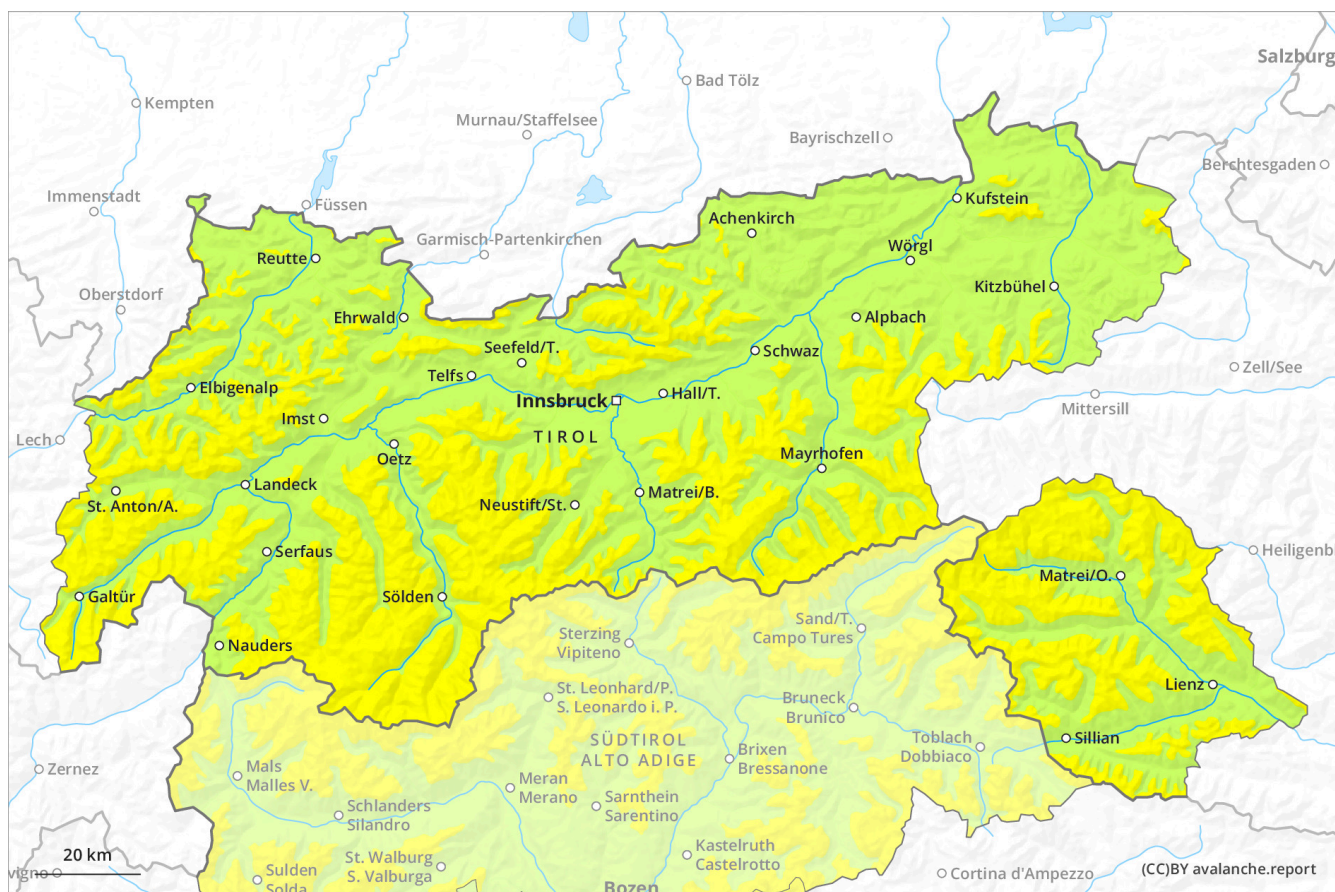 Salzburg
Bad Tölz
Kempten
Murnau/Staffelsee
Bayrischzell
Berchtesgaden
Immenstadt
Füssen
Kufstein
Achenkirch
Garmisch-Partenkirchen
Wörgl
Reutte
Kitzbühel
Oberstdorf
Ehrwald
Alpbach
Seefeld/T.
Schwaz
Zell/See
Telfs
Elbigenalp
Hall/T.
Innsbruck
Mittersill
Imst
TIROL
Lech
Mayrhofen
Oetz
Landeck
Matrei/B.
St. Anton/A.
Neustift/St.
Serfaus
Heiligenb
Matrei/O.
Galtür
Sölden
Sand/T.
Campo Tures
Sterzing
Vipiteno
Nauders
Lienz
St. Leonhard/P.
S. Leonardo i. P.
Bruneck
Brunico
SÜDTIROL
ALTO ADIGE
Toblach
Dobbiaco
Sillian
Brixen
Bressanone
Zernez
Mals
Malles V.
Meran
Merano
Sarnthein
Sarentino
Schlanders
Silandro
Kastelruth
Castelrotto
20 km
St. Walburg
S. Valburga
vigno
Sulden
Solda
Cortina d'Ampezzo
(CC)BY avalanche.report
Bozen